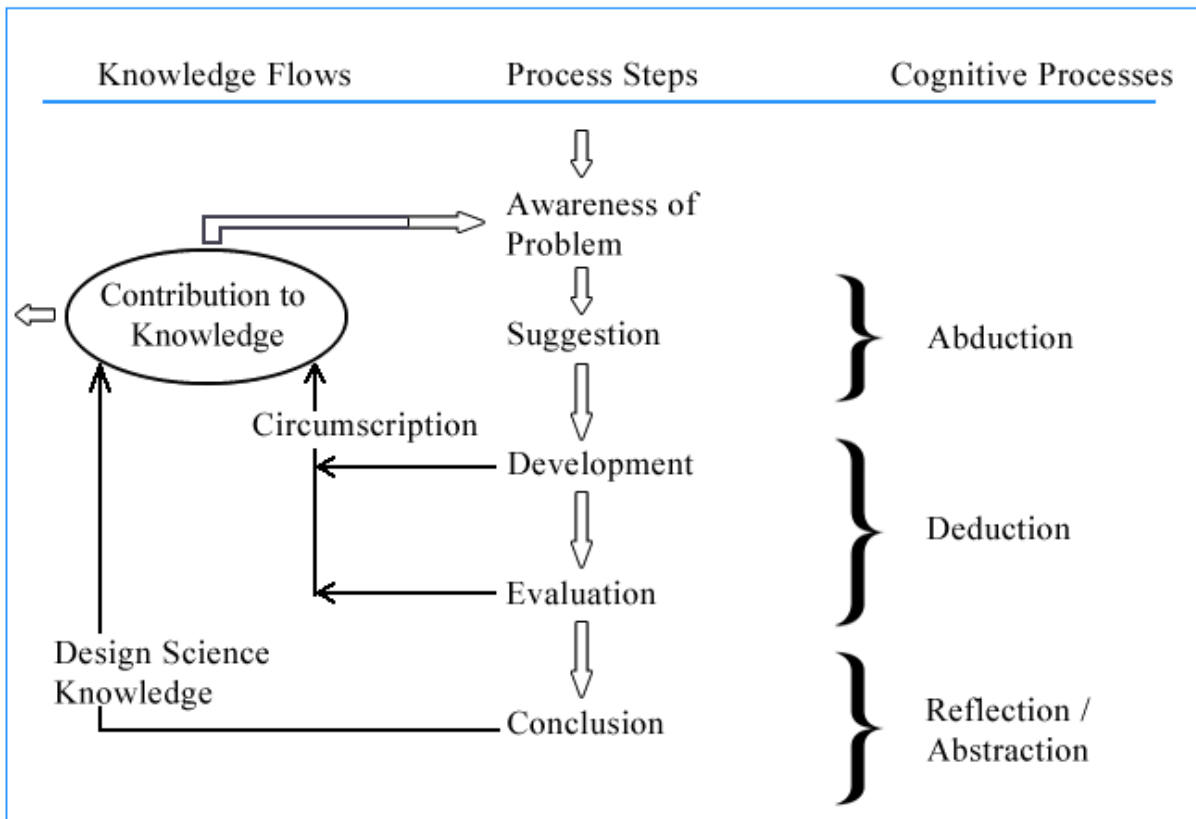 Knowledge Flows
Process Steps
Cognitive Processes
Awareness of
Problem
Contribution to
Knowledge
Suggestion
Abduction
Circumscription
Development
Deduction
Evaluation
Design Science
Knowledge
Conclusion
Reflection /
Abstraction